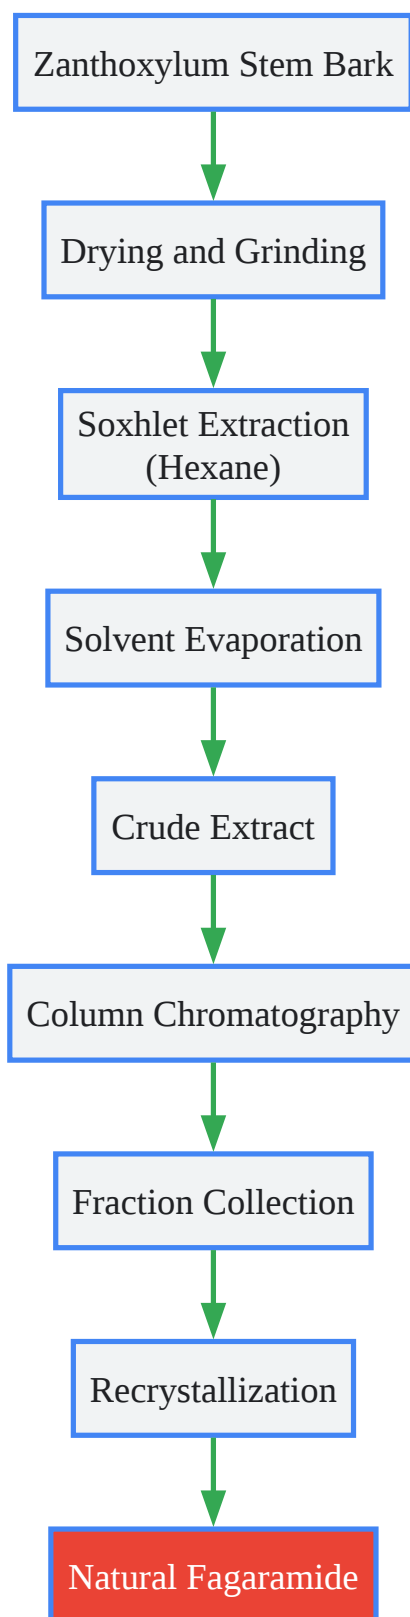 Zanthoxylum Stem Bark
Drying and Grinding
Soxhlet Extraction
(Hexane)
Solvent Evaporation
Crude Extract
Column Chromatography
Fraction Collection
Recrystallization
Natural Fagaramide